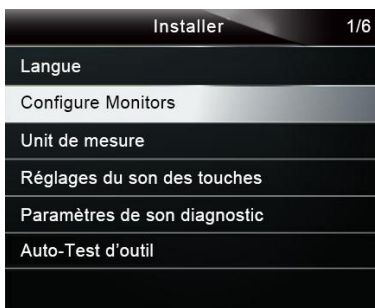 Installer 1/6
Langue
Configure Monitors
Unit de mesure
Réglages du son des touches
Paramètres de son diagnostic
Auto-Test d'outil